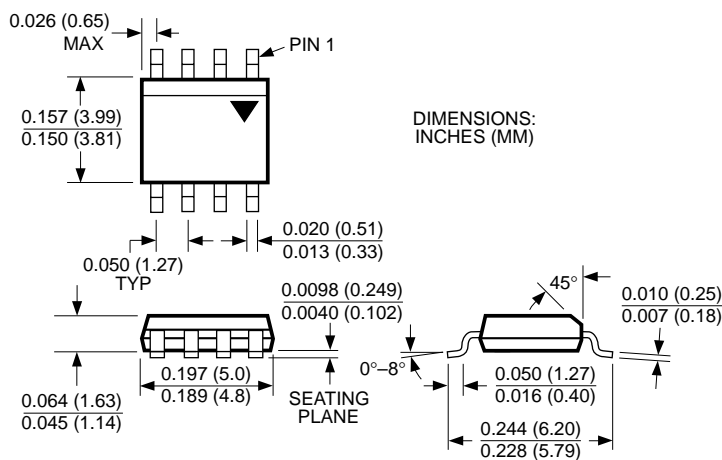 0.026 (0.65)
MAX
PIN 1
0.157 (3.99)
0.150 (3.81)
DIMENSIONS:
INCHES (MM)
0.020 (0.51)
0.013 (0.33)
0.050 (1.27)
TYP
0.0098 (0.249)
0.0040 (0.102)
45°
0.010 (0.25)
0.007 (0.18)
0°–8°
0.064 (1.63)
0.045 (1.14)
0.197 (5.0)
0.189 (4.8)
SEATING
PLANE
0.050 (1.27)
0.016 (0.40)
0.244 (6.20)
0.228 (5.79)